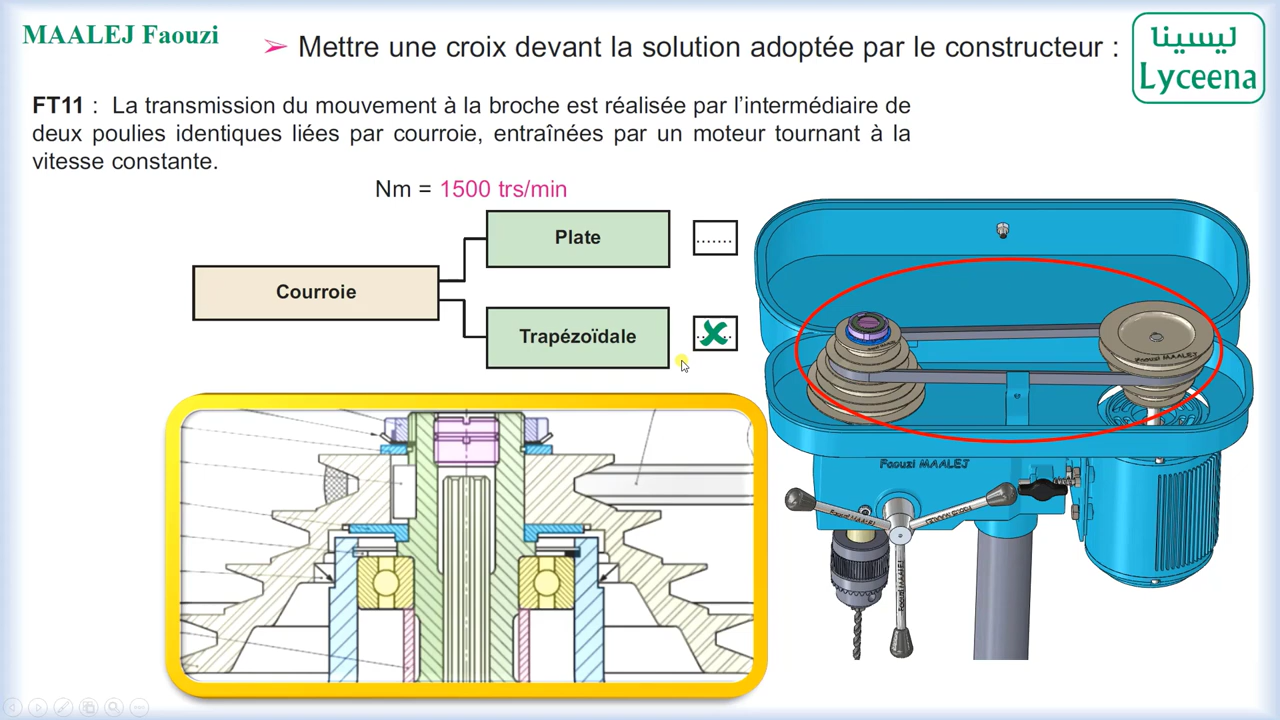 MAALEJ Faouzi
➢ Mettre une croix devant la solution adoptée par le constructeur :
ليسينا
Lyceena
FT11 : La transmission du mouvement à la broche est réalisée par l'intermédiaire de
deux poulies identiques liées par courroie, entraînées par un moteur tournant à la
vitesse constante.
Nm = 1500 trs/min
Plate
.......
Courroie
Trapézoïdale
Faouzi MAALEJ
Faouzi MAALEJ